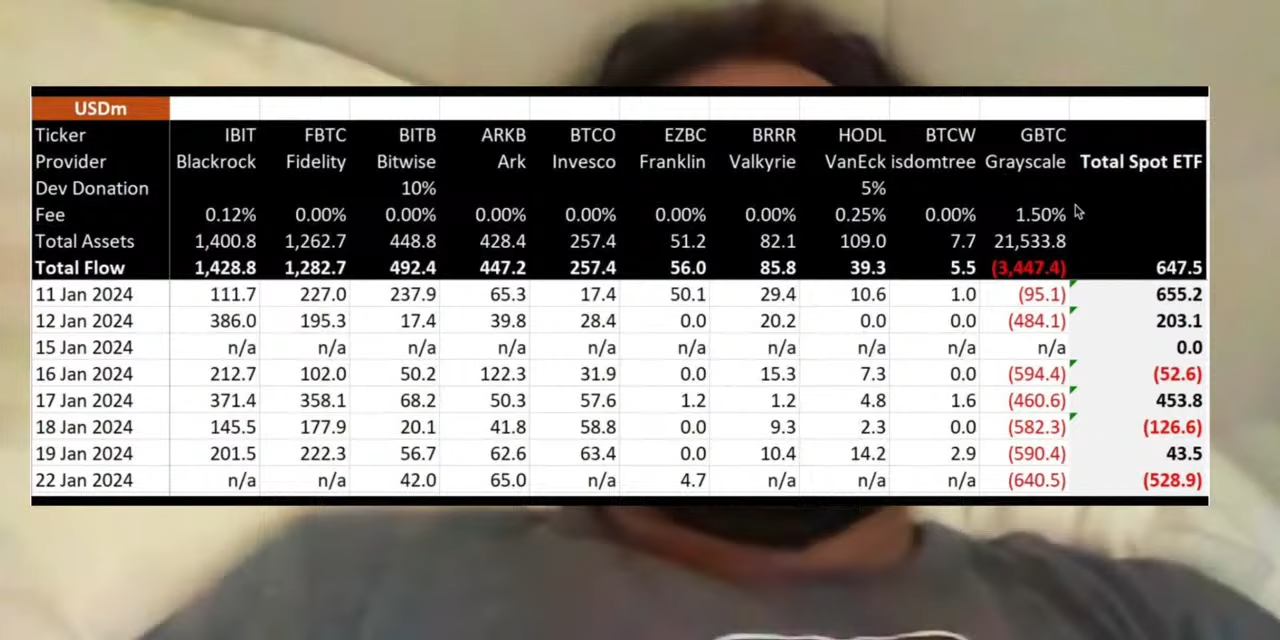 USDm
Ticker IBIT FBTC BITB ARKB BTCO EZBC BRRR HODL BTCW GBTC
Provider Blackrock Fidelity Bitwise Ark Invesco Franklin Valkyrie VanEck isdomtree Grayscale Total Spot ETF
Dev Donation 10% 5%
Fee 0.12% 0.00% 0.00% 0.00% 0.00% 0.00% 0.00% 0.25% 0.00% 1.50%
Total Assets 1,400.8 1,262.7 448.8 428.4 257.4 51.2 82.1 109.0 7.7 21,533.8
Total Flow 1,428.8 1,282.7 492.4 447.2 257.4 56.0 85.8 39.3 5.5 (3,447.4) 647.5
11 Jan 2024 111.7 227.0 237.9 65.3 17.4 50.1 29.4 10.6 1.0 (95.1) 655.2
12 Jan 2024 386.0 195.3 17.4 39.8 28.4 0.0 20.2 0.0 0.0 (484.1) 203.1
15 Jan 2024 n/a n/a n/a n/a n/a n/a n/a n/a n/a n/a 0.0
16 Jan 2024 212.7 102.0 50.2 122.3 31.9 0.0 15.3 7.3 0.0 (594.4) (52.6)
17 Jan 2024 371.4 358.1 68.2 50.3 57.6 1.2 1.2 4.8 1.6 (460.6) 453.8
18 Jan 2024 145.5 177.9 20.1 41.8 58.8 0.0 9.3 2.3 0.0 (582.3) (126.6)
19 Jan 2024 201.5 222.3 56.7 62.6 63.4 0.0 10.4 14.2 2.9 (590.4) 43.5
22 Jan 2024 n/a n/a 42.0 65.0 n/a 4.7 n/a n/a n/a (640.5) (528.9)